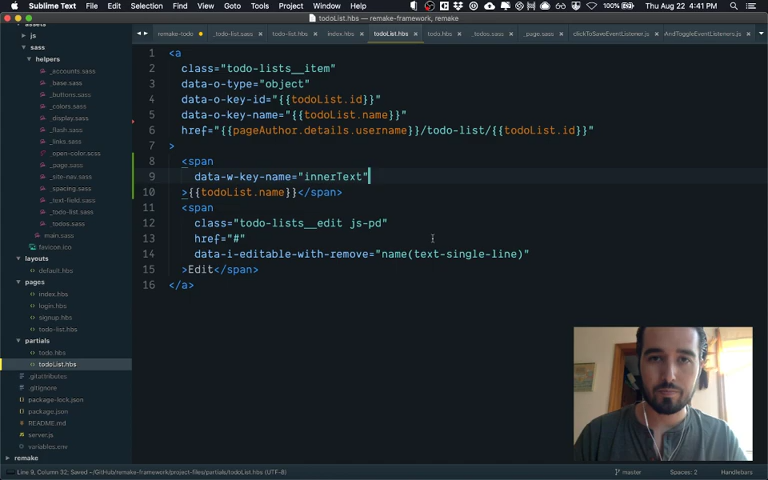 Sublime Text File Edit Selection Find View Goto Tools Project Window Help 100% Thu Aug 22 4:41 PM
todoList.hbs — remake-framework, remake
remake-todo _todo-list.sass todo-list.hbs index.hbs todoList.hbs todo.hbs _todos.sass _page.sass clickToSaveEventListener.js AndToggleEventListeners.js
assets
js
sass
helpers
_accounts.sass
_base.sass
_buttons.sass
_colors.sass
_display.sass
_flash.sass
_links.sass
_open-color.scss
_page.sass
_site-nav.sass
_spacing.sass
_text-field.sass
_todo-list.sass
_todos.sass
main.sass
favicon.ico
layouts
default.hbs
pages
index.hbs
login.hbs
signup.hbs
todo-list.hbs
partials
todo.hbs
todoList.hbs
.gitattributes
.gitignore
package-lock.json
package.json
README.md
server.js
variables.env
remake
1 <a
2 class="todo-lists__item"
3 data-o-type="object"
4 data-o-key-id="{{todoList.id}}"
5 data-o-key-name="{{todoList.name}}"
6 href="{{pageAuthor.details.username}}/todo-list/{{todoList.id}}"
7 >
8 <span
9 data-w-key-name="innerText"
10 >{{todoList.name}}</span>
11 <span
12 class="todo-lists__edit js-pd"
13 href="#"
14 data-i-editable-with-remove="name(text-single-line)"
15 >Edit</span>
16 </a>
Line 9, Column 32; Saved ~/GitHub/remake-framework/project-files/partials/todoList.hbs (UTF-8) master Spaces: 2 Handlebars